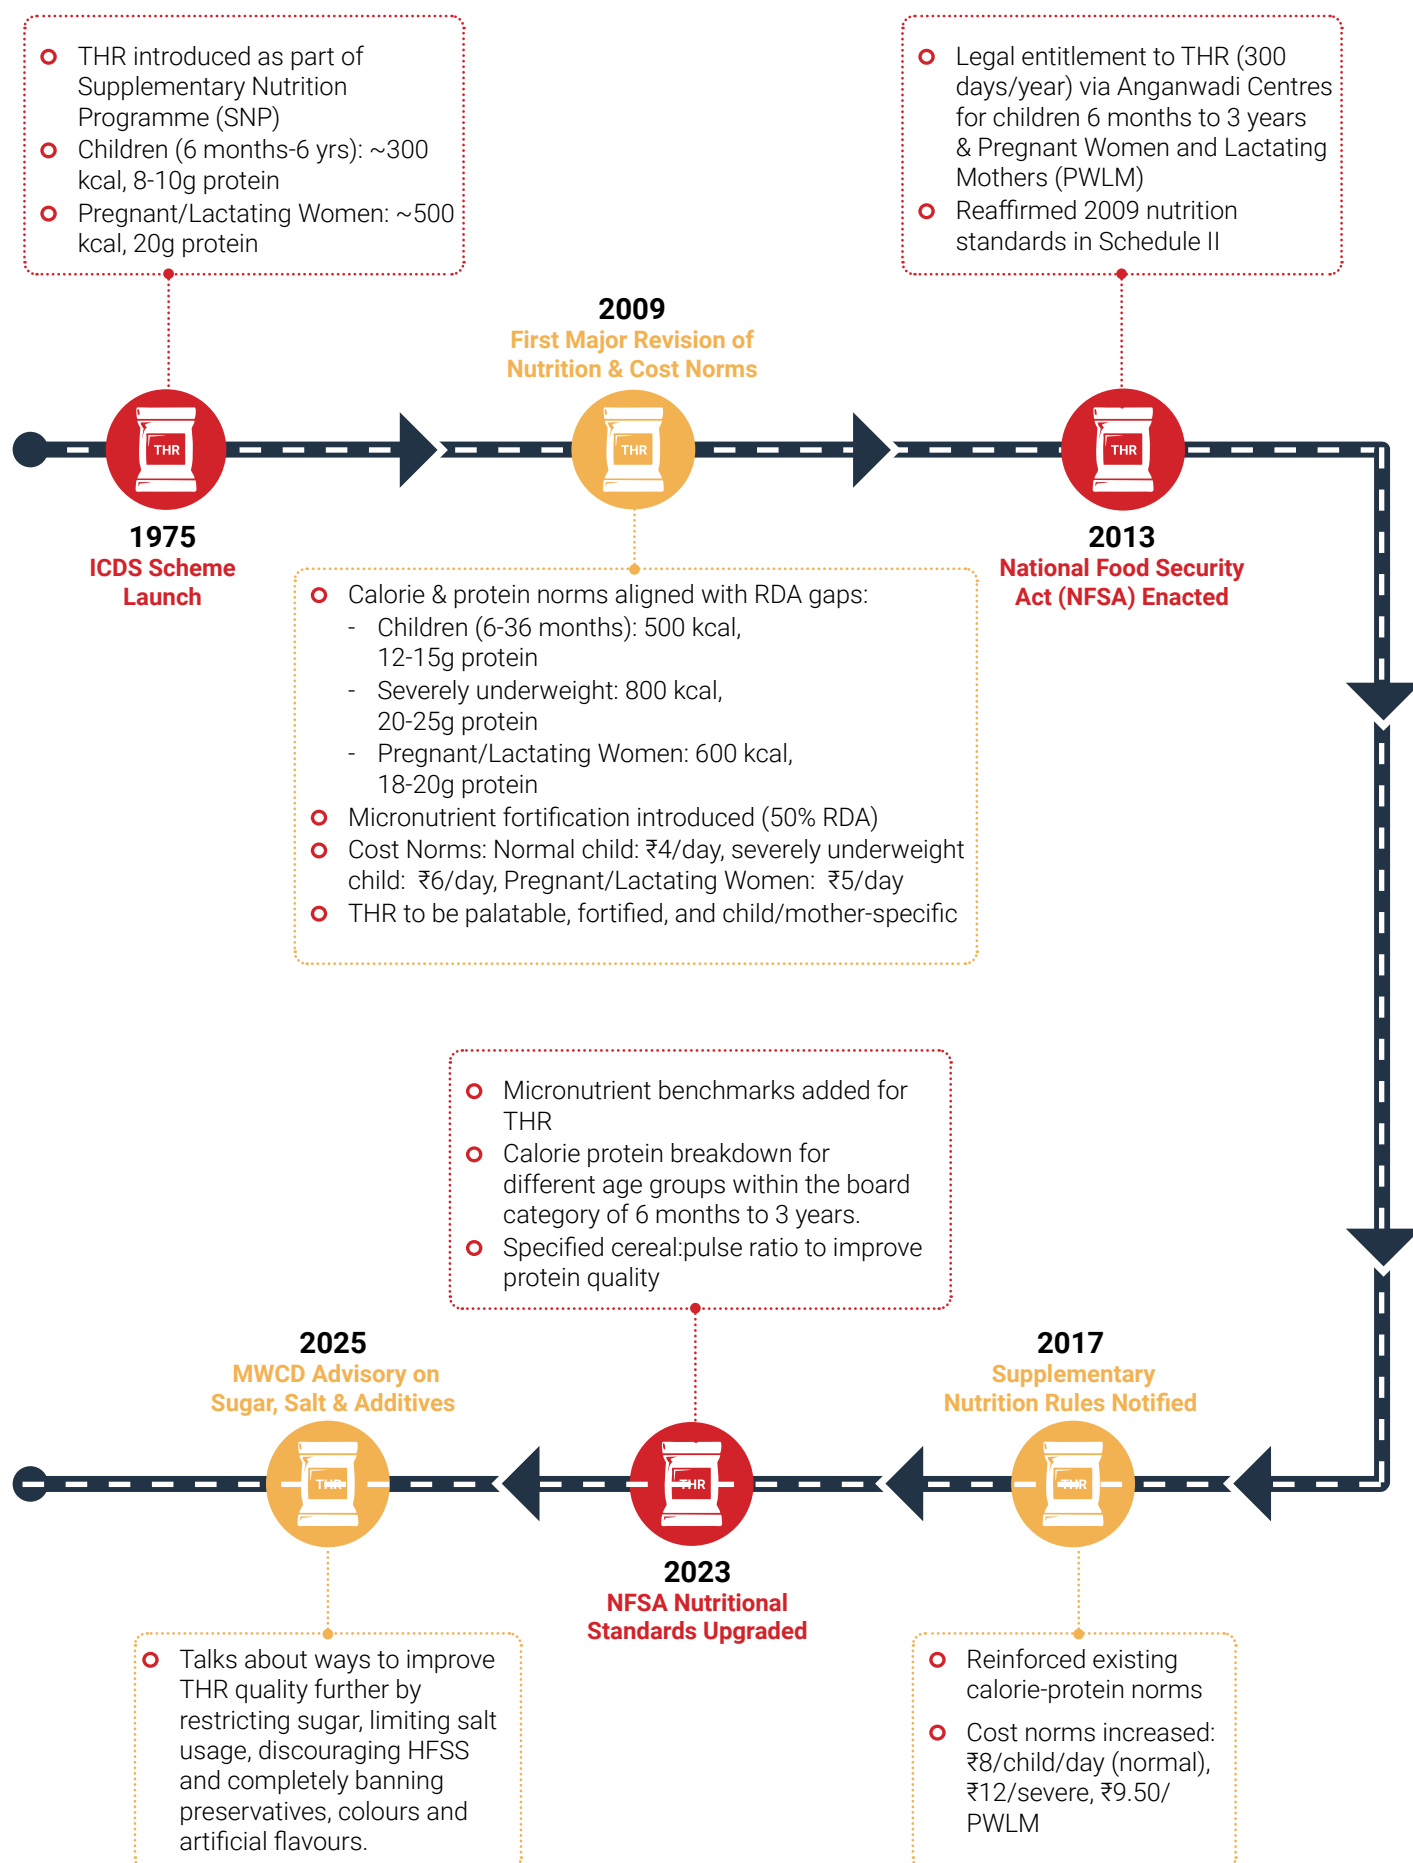 THR introduced as part of
Supplementary Nutrition
Programme (SNP)
Children (6 months-6 yrs): ~300
kcal, 8-10g protein
Pregnant/Lactating Women: ~500
kcal, 20g protein
THR
1975
ICDS Scheme
Launch
2009
First Major Revision of
Nutrition & Cost Norms
THR
Calorie & protein norms aligned with RDA gaps:
- Children (6-36 months): 500 kcal,
12-15g protein
- Severely underweight: 800 kcal,
20-25g protein
- Pregnant/Lactating Women: 600 kcal,
18-20g protein
Micronutrient fortification introduced (50% RDA)
Cost Norms: Normal child: ₹4/day, severely underweight
child: ₹6/day, Pregnant/Lactating Women: ₹5/day
THR to be palatable, fortified, and child/mother-specific
Legal entitlement to THR (300
days/year) via Anganwadi Centres
for children 6 months to 3 years
& Pregnant Women and Lactating
Mothers (PWLM)
Reaffirmed 2009 nutrition
standards in Schedule II
THR
2013
National Food Security
Act (NFSA) Enacted
2017
Supplementary
Nutrition Rules Notified
THR
Reinforced existing
calorie-protein norms
Cost norms increased:
₹8/child/day (normal),
₹12/severe, ₹9.50/
PWLM
Micronutrient benchmarks added for
THR
Calorie protein breakdown for
different age groups within the board
category of 6 months to 3 years.
Specified cereal:pulse ratio to improve
protein quality
THR
2023
NFSA Nutritional
Standards Upgraded
2025
MWCD Advisory on
Sugar, Salt & Additives
THR
Talks about ways to improve
THR quality further by
restricting sugar, limiting salt
usage, discouraging HFSS
and completely banning
preservatives, colours and
artificial flavours.